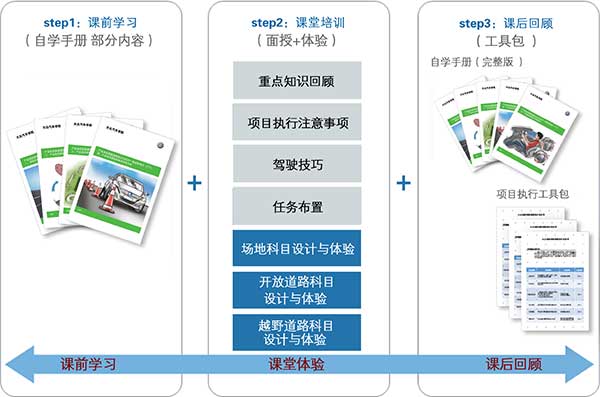 step1：课前学习
（自学手册 部分内容）
step2：课堂培训
（面授+体验）
重点知识回顾
项目执行注意事项
驾驶技巧
任务布置
场地科目设计与体验
开放道路科目
设计与体验
越野道路科目
设计与体验
step3：课后回顾
（工具包 ）
自学手册（完整版 ）
项目执行工具包
+
+
课前学习
课堂体验
课后回顾